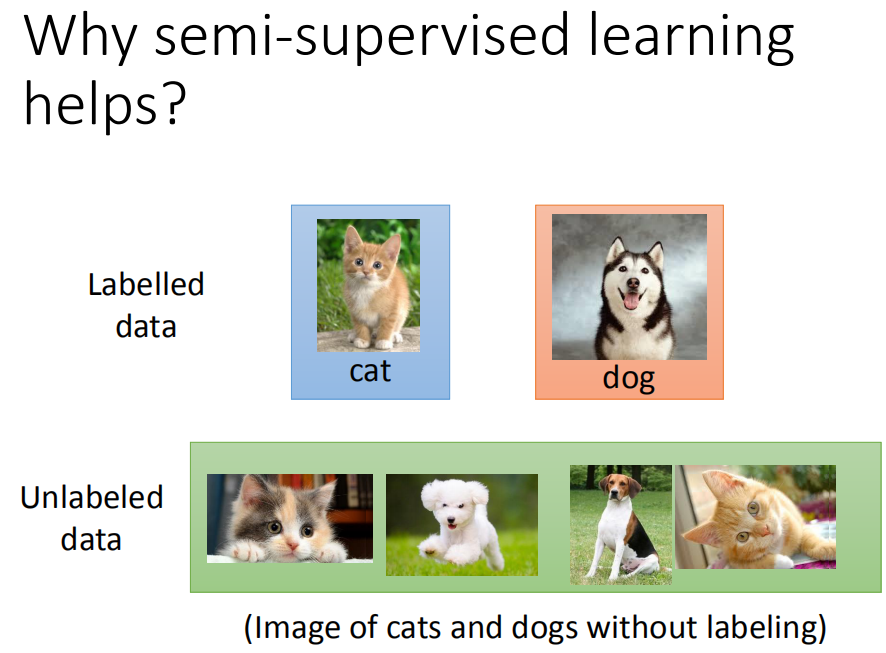 Why semi-supervised learning
helps?
Labelled
data
cat
dog
Unlabeled
data
(Image of cats and dogs without labeling)